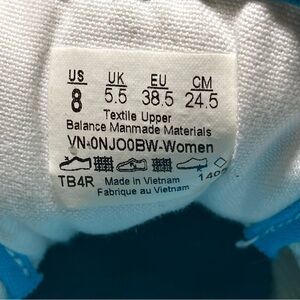 US UK EU CM
8 5.5 38.5 24.5
Textile Upper
Balance Manmade Materials
VN-0NJO0BW-Women
TB4R Made in Vietnam
Fabrique au Vietnam